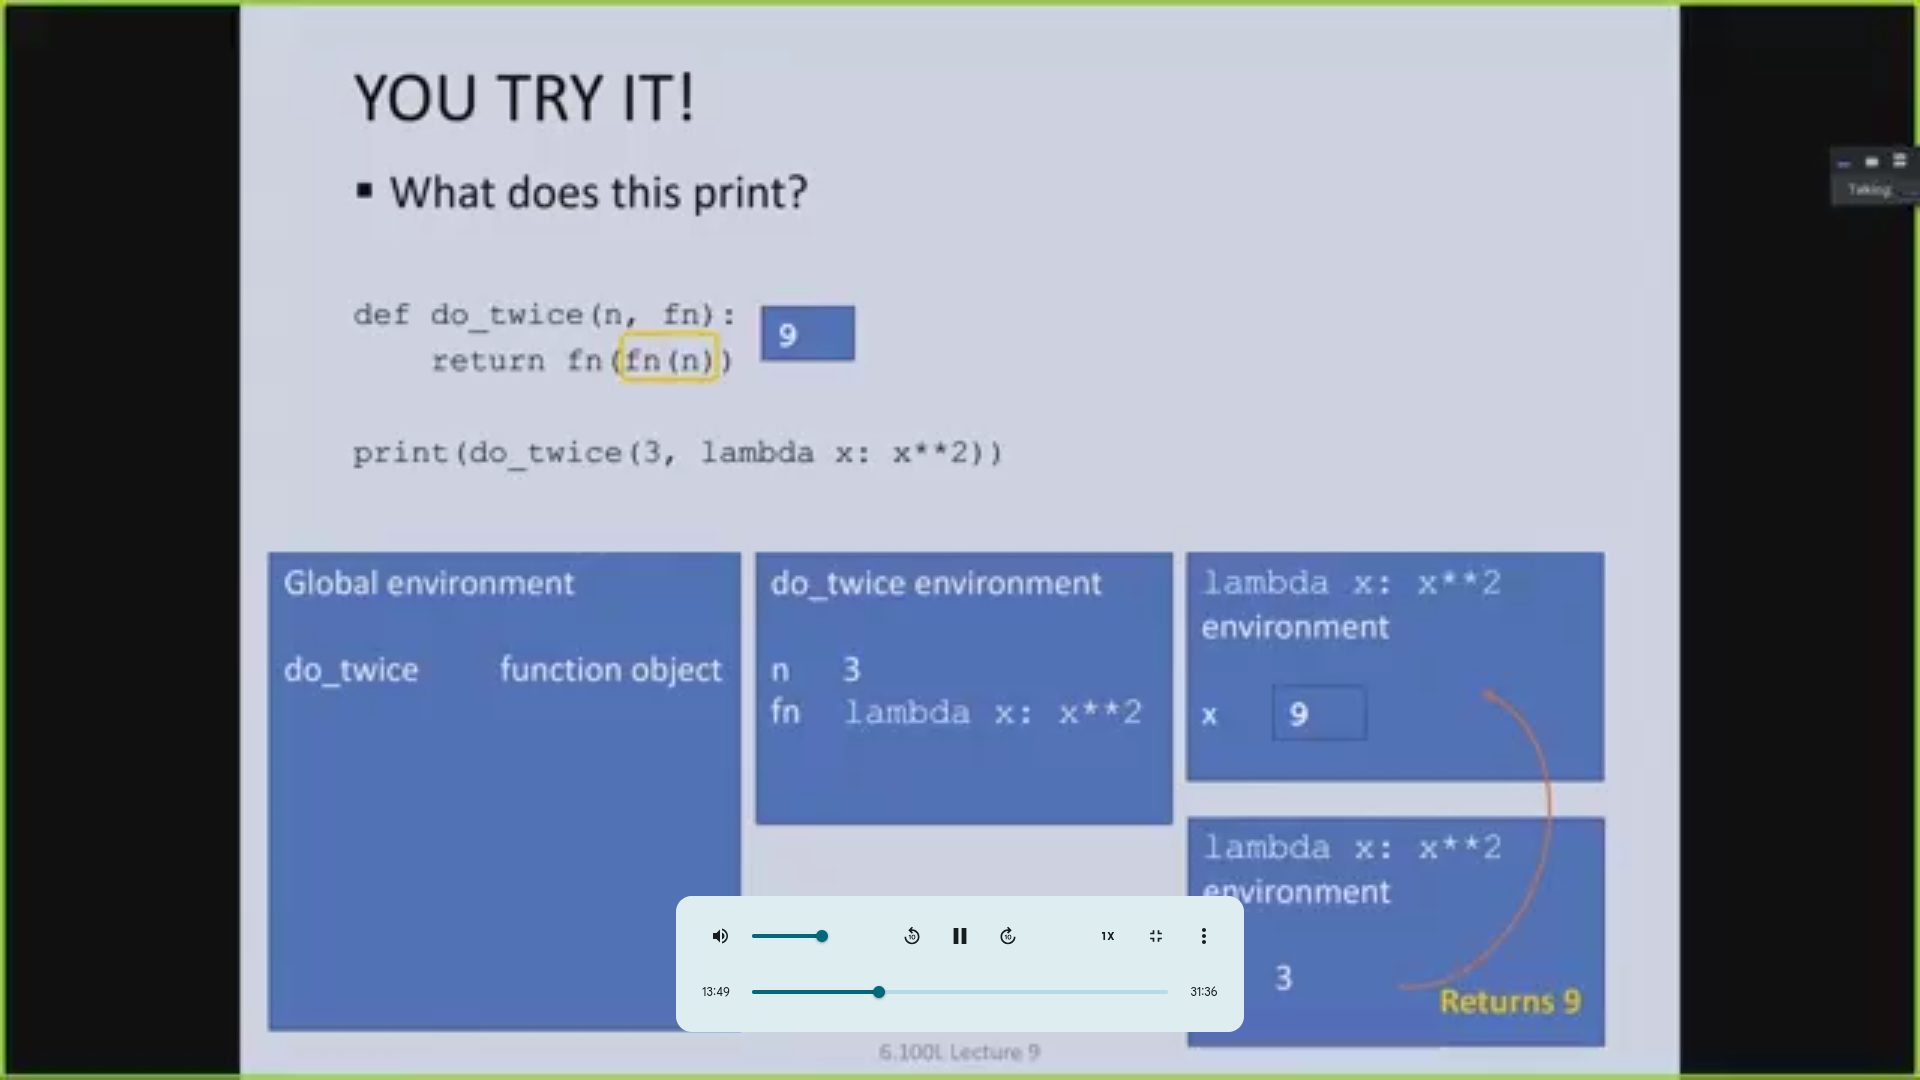 YOU TRY IT!
▪ What does this print?
def do_twice(n, fn):
    return fn(fn(n))
9
print(do_twice(3, lambda x: x**2))
Global environment
do_twice function object
do_twice environment
n 3
fn lambda x: x**2
lambda x: x**2
environment
x 9
lambda x: x**2
environment
3
Returns 9
10 10 1X
13:49 31:36
6.100L Lecture 9
Talking: